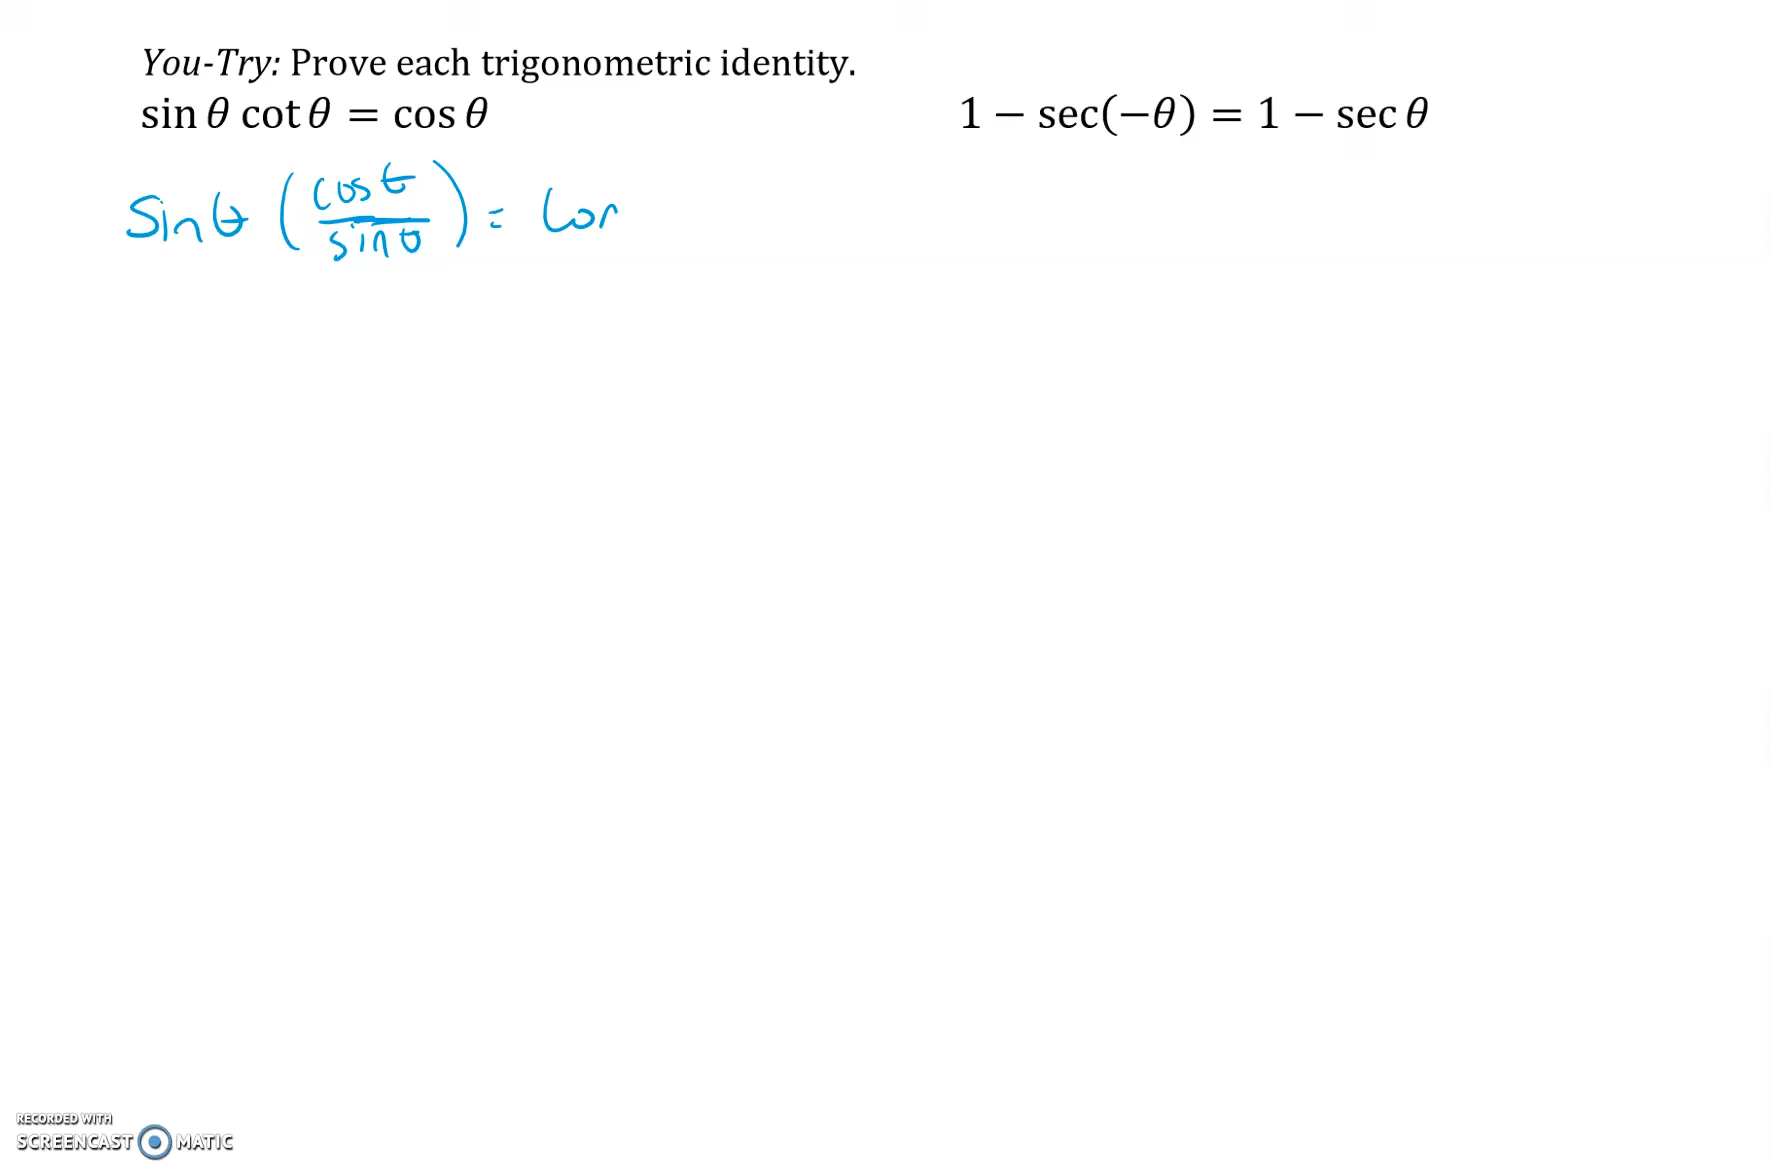 You-Try: Prove each trigonometric identity.
sin θ cot θ = cos θ
1 − sec(−θ) = 1 − sec θ
sinθ (cosθ/sinθ) =
RECORDED WITH
SCREENCAST MATIC